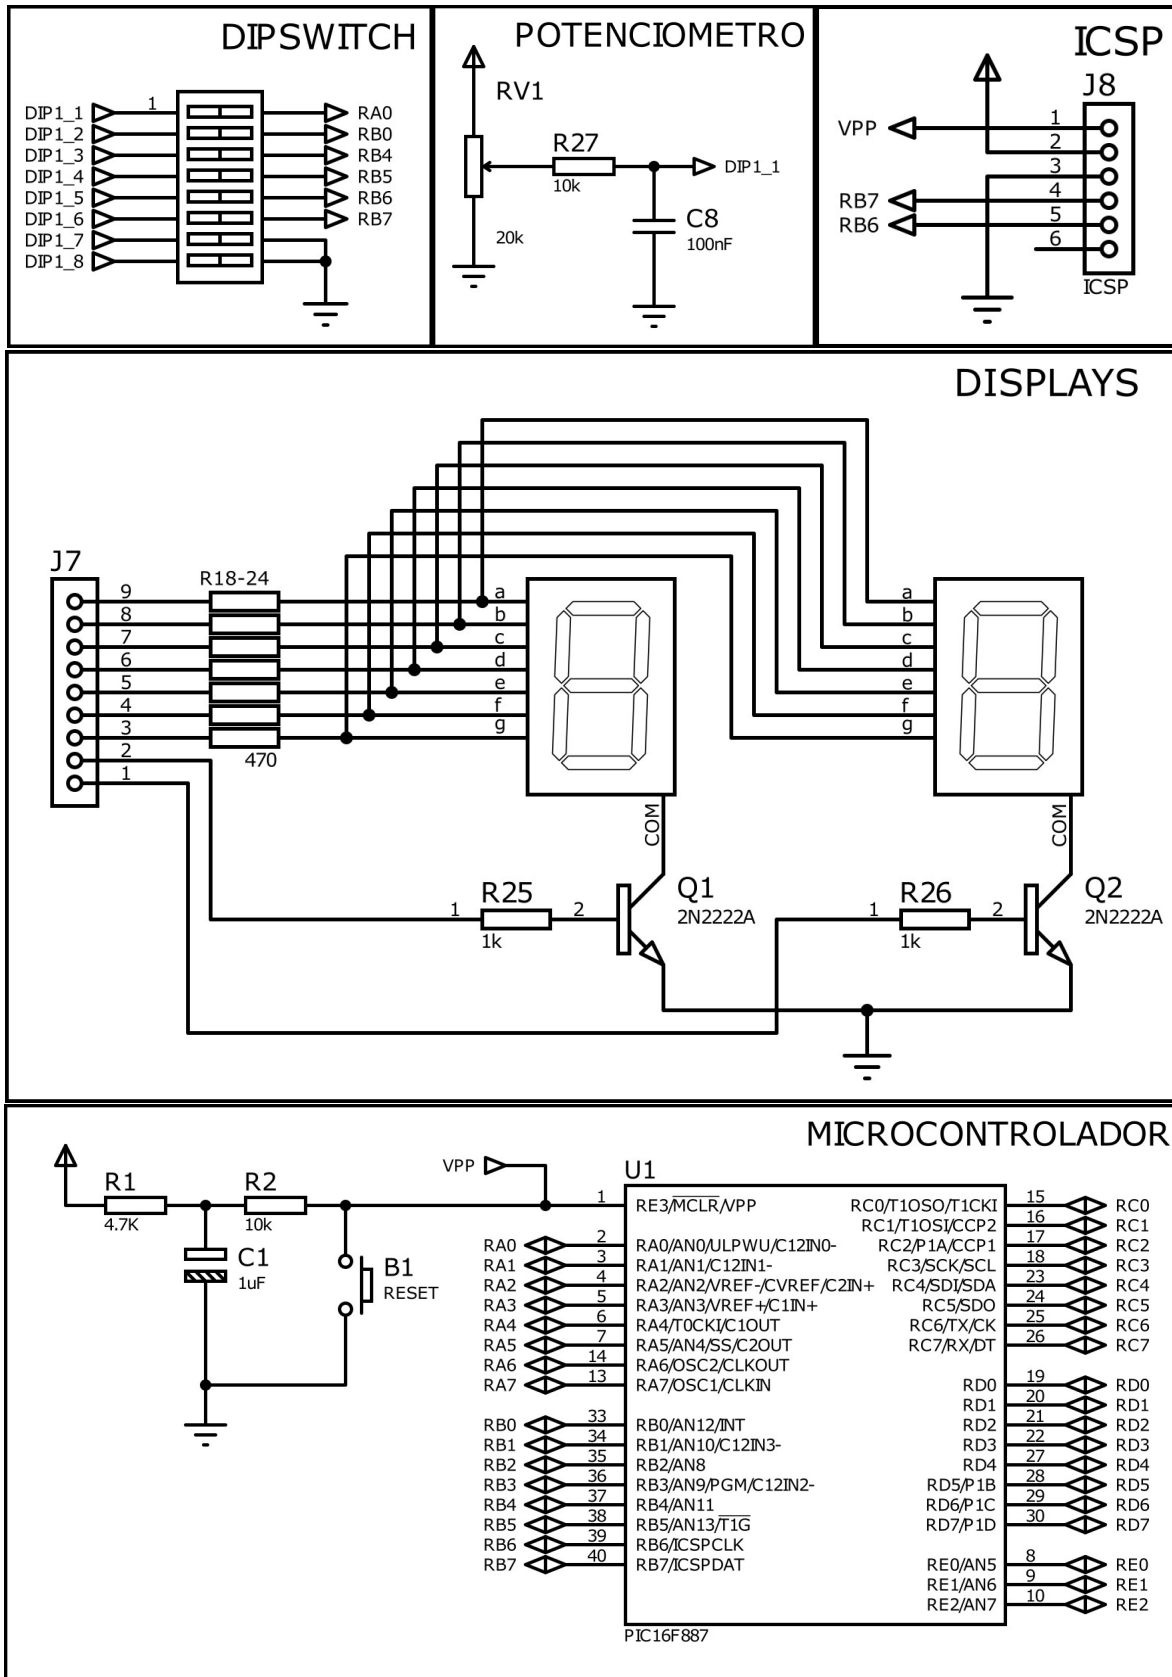 DIPSWITCH
DIP1_1 1 RA0
DIP1_2 RB0
DIP1_3 RB4
DIP1_4 RB5
DIP1_5 RB6
DIP1_6 RB7
DIP1_7
DIP1_8
POTENCIOMETRO
RV1
R27
10k
DIP1_1
20k
C8
100nF
ICSP
J8
VPP 1
2
3
RB7 4
RB6 5
6
ICSP
DISPLAYS
J7
R18-24
9 a a
8 b b
7 c c
6 d d
5 e e
4 f f
3 g g
2 470
1
COM COM
1 R25 2 Q1 1 R26 2 Q2
1k 2N2222A 1k 2N2222A
MICROCONTROLADOR
R1
4.7K
R2
10k
C1
1uF
B1
RESET
VPP
U1
1 RE3/MCLR/VPP
RA0 2 RA0/AN0/ULPWU/C12IN0-
RA1 3 RA1/AN1/C12IN1-
RA2 4 RA2/AN2/VREF-/CVREF/C2IN+
RA3 5 RA3/AN3/VREF+/C1IN+
RA4 6 RA4/T0CKI/C1OUT
RA5 7 RA5/AN4/SS/C2OUT
RA6 14 RA6/OSC2/CLKOUT
RA7 13 RA7/OSC1/CLKIN
RB0 33 RB0/AN12/INT
RB1 34 RB1/AN10/C12IN3-
RB2 35 RB2/AN8
RB3 36 RB3/AN9/PGM/C12IN2-
RB4 37 RB4/AN11
RB5 38 RB5/AN13/T1G
RB6 39 RB6/ICSPCLK
RB7 40 RB7/ICSPDAT
RC0/T1OSO/T1CKI 15 RC0
RC1/T1OSI/CCP2 16 RC1
RC2/P1A/CCP1 17 RC2
RC3/SCK/SCL 18 RC3
RC4/SDI/SDA 23 RC4
RC5/SDO 24 RC5
RC6/TX/CK 25 RC6
RC7/RX/DT 26 RC7
RD0 19 RD0
RD1 20 RD1
RD2 21 RD2
RD3 22 RD3
RD4 27 RD4
RD5/P1B 28 RD5
RD6/P1C 29 RD6
RD7/P1D 30 RD7
RE0/AN5 8 RE0
RE1/AN6 9 RE1
RE2/AN7 10 RE2
PIC16F887